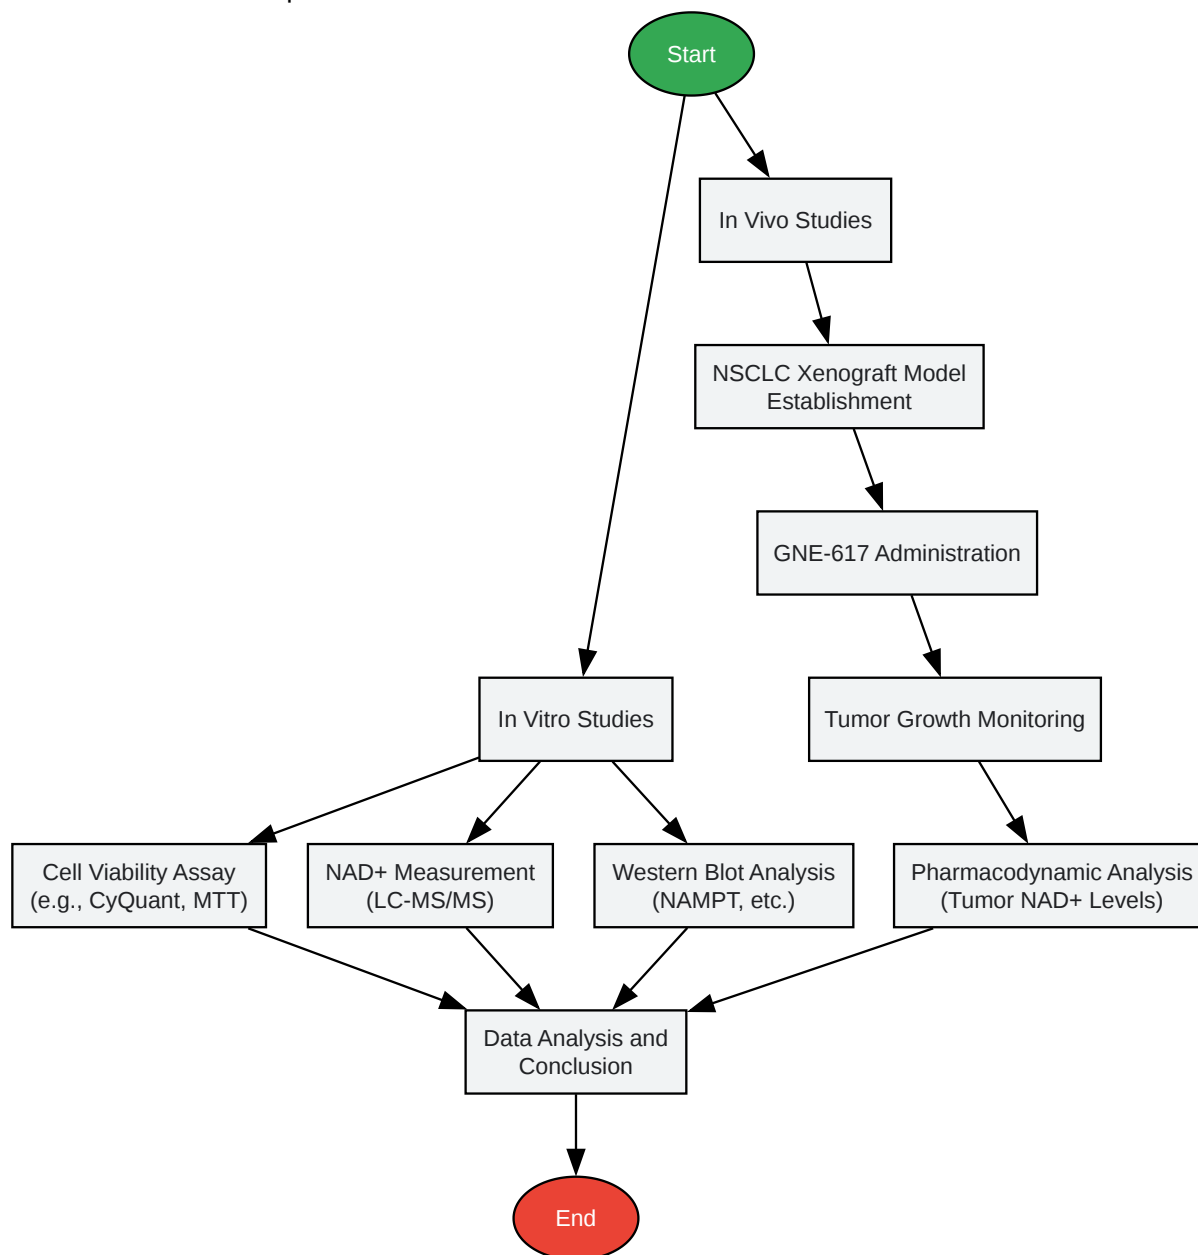 Start
In Vivo Studies
NSCLC Xenograft Model
Establishment
GNE-617 Administration
In Vitro Studies
Tumor Growth Monitoring
Cell Viability Assay
(e.g., CyQuant, MTT)
NAD+ Measurement
(LC-MS/MS)
Western Blot Analysis
(NAMPT, etc.)
Pharmacodynamic Analysis
(Tumor NAD+ Levels)
Data Analysis and
Conclusion
End